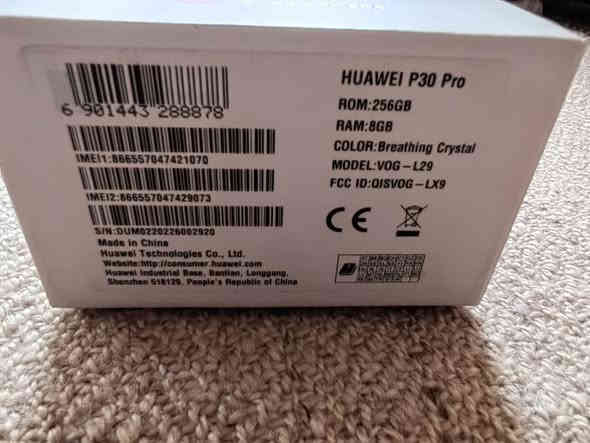 6 901443 288878
IMEI1:866557047421070
IMEI2:866557047429073
S/N:DUM0220226002920
Made in China
Huawei Technologies Co., Ltd.
Website:http://consumer.huawei.com
Huawei Industrial Base, Bantian, Longgang,
Shenzhen 518129, People's Republic of China
HUAWEI P30 Pro
ROM:256GB
RAM:8GB
COLOR:Breathing Crystal
MODEL:VOG-L29
FCC ID:QISVOG-LX9
CE